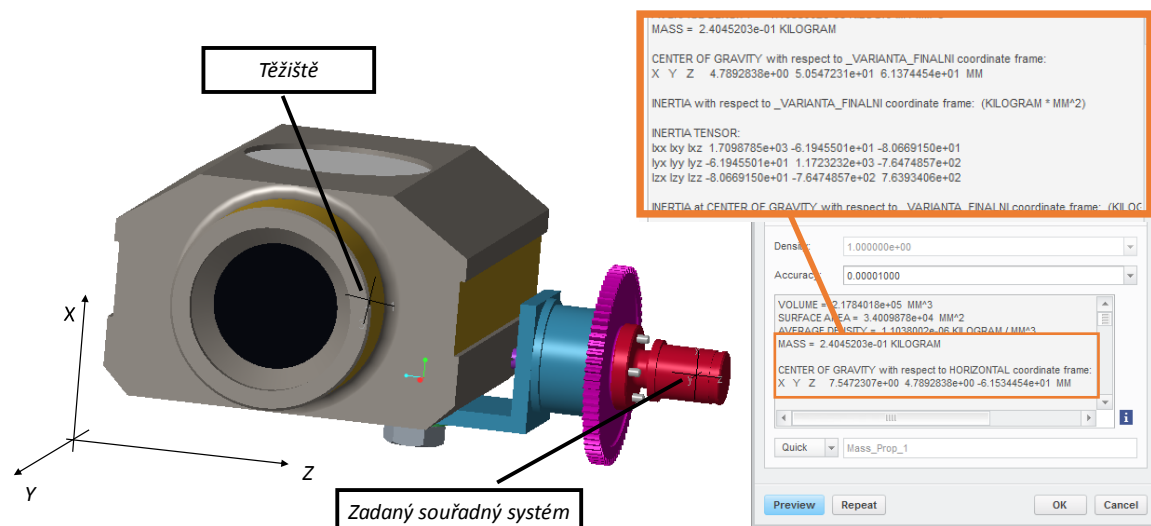 Těžiště
X
Y
Z
Y
Z
Zadaný souřadný systém
MASS = 2.4045203e-01 KILOGRAM
CENTER OF GRAVITY with respect to _VARIANTA_FINALNI coordinate frame:
X Y Z 4.7892838e+00 5.0547231e+01 6.1374454e+01 MM
INERTIA with respect to _VARIANTA_FINALNI coordinate frame: (KILOGRAM * MM^2)
INERTIA TENSOR:
Ixx Ixy Ixz 1.7098785e+03 -6.1945501e+01 -8.0669150e+01
Iyx Iyy Iyz -6.1945501e+01 1.1723232e+03 -7.6474857e+02
Izx Izy Izz -8.0669150e+01 -7.6474857e+02 7.6393406e+02
INERTIA at CENTER OF GRAVITY with respect to _VARIANTA_FINALNI coordinate frame: (KILOG
Density: 1.000000e+00
Accuracy: 0.00001000
VOLUME = 2.1784018e+05 MM^3
SURFACE AREA = 3.4009878e+04 MM^2
AVERAGE DENSITY = 1.1038002e-06 KILOGRAM / MM^3
MASS = 2.4045203e-01 KILOGRAM
CENTER OF GRAVITY with respect to HORIZONTAL coordinate frame:
X Y Z 7.5472307e+00 4.7892838e+00 -6.1534454e+01 MM
Quick Mass_Prop_1
Preview Repeat OK Cancel